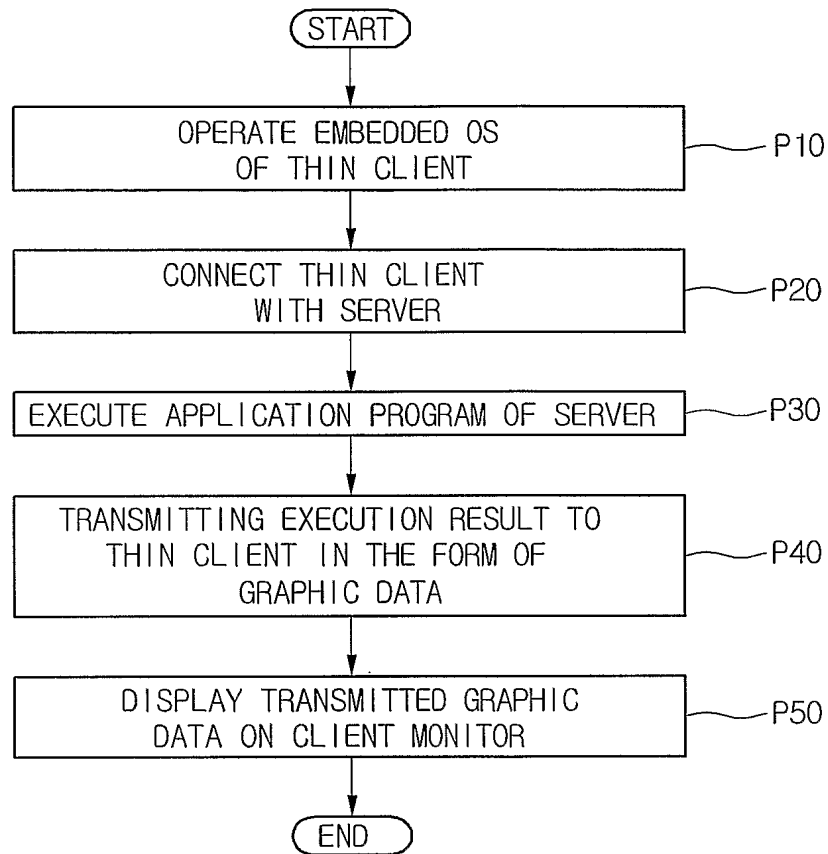 START
OPERATE EMBEDDED OS
OF THIN CLIENT
P10
CONNECT THIN CLIENT
WITH SERVER
P20
EXECUTE APPLICATION PROGRAM OF SERVER
P30
TRANSMITTING EXECUTION RESULT TO
THIN CLIENT IN THE FORM OF
GRAPHIC DATA
P40
DISPLAY TRANSMITTED GRAPHIC
DATA ON CLIENT MONITOR
P50
END